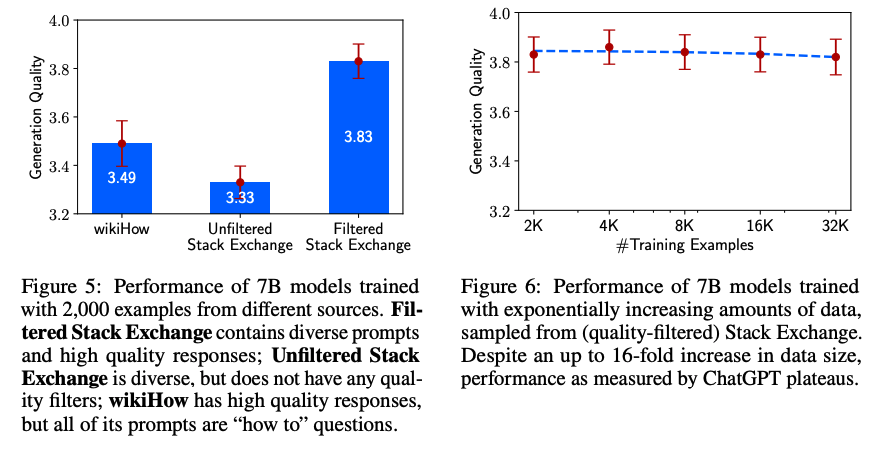 4.0
3.8
3.6
3.4
3.2
Generation Quality
3.49
3.33
3.83
wikiHow
Unfiltered
Stack Exchange
Filtered
Stack Exchange
Figure 5: Performance of 7B models trained
with 2,000 examples from different sources. Fil-
tered Stack Exchange contains diverse prompts
and high quality responses; Unfiltered Stack
Exchange is diverse, but does not have any qual-
ity filters; wikiHow has high quality responses,
but all of its prompts are “how to” questions.
4.0
3.8
3.6
3.4
3.2
Generation Quality
2K
4K
8K
16K
32K
#Training Examples
Figure 6: Performance of 7B models trained
with exponentially increasing amounts of data,
sampled from (quality-filtered) Stack Exchange.
Despite an up to 16-fold increase in data size,
performance as measured by ChatGPT plateaus.